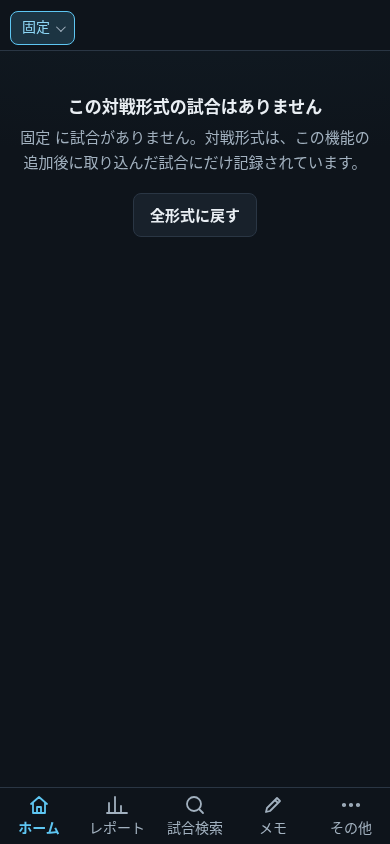 固定
この対戦形式の試合はありません
固定 に試合がありません。対戦形式は、この機能の
追加後に取り込んだ試合にだけ記録されています。
全形式に戻す
ホーム
レポート
試合検索
メモ
その他